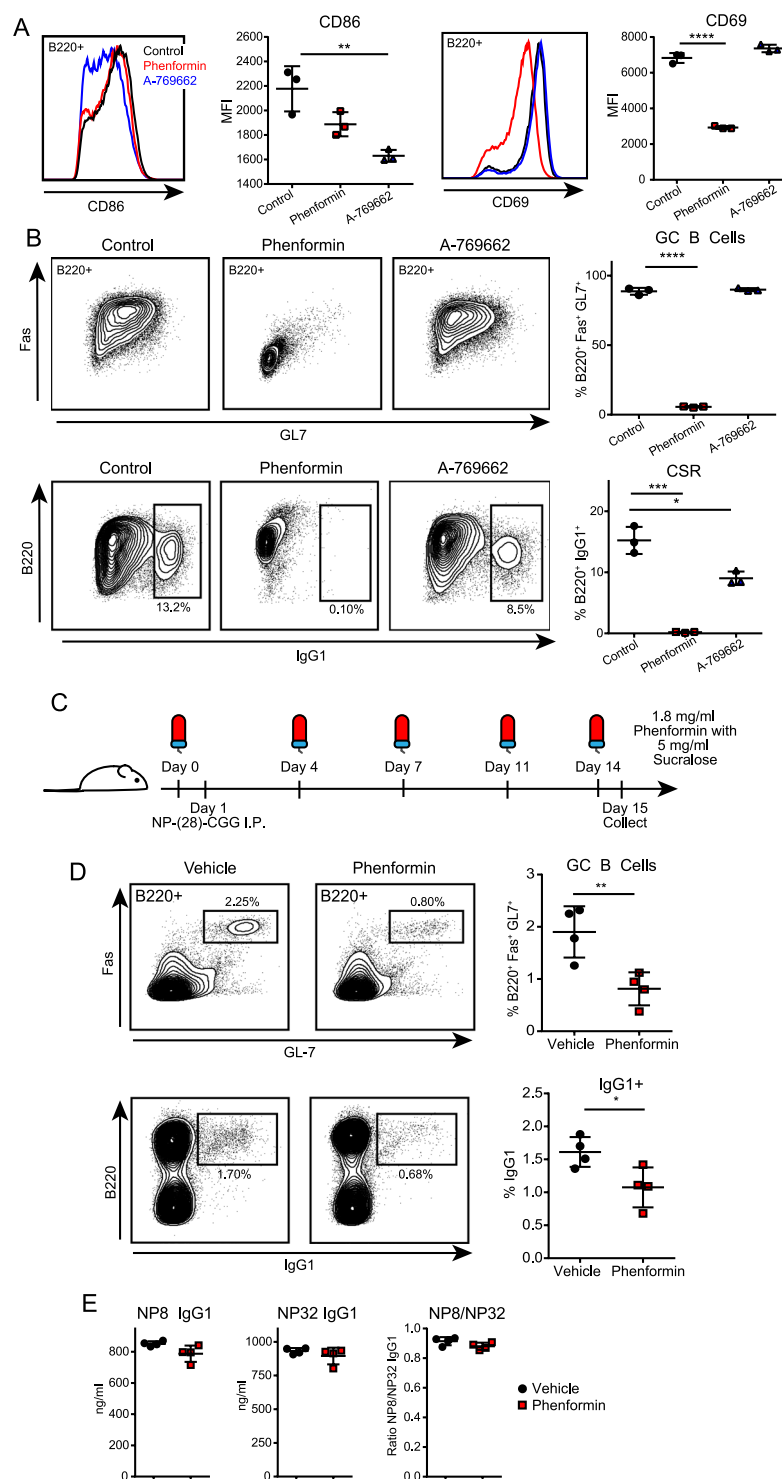 A
B220+
Control
Phenformin
A-769662
CD86
CD86
**
MFI
2400
2200
2000
1800
1600
1400
Control
Phenformin
A-769662
B220+
CD69
CD69
****
MFI
8000
6000
4000
2000
0
Control
Phenformin
A-769662
B
Control
Phenformin
A-769662
B220+
B220+
B220+
Fas
GL7
GC B Cells
****
% B220+ Fas+ GL7+
100
50
0
Control
Phenformin
A-769662
Control
Phenformin
A-769662
B220
13.2%
0.10%
8.5%
IgG1
CSR
***
*
% B220+ IgG1+
20
10
0
Control
Phenformin
A-769662
C
1.8 mg/ml
Phenformin with
5 mg/ml
Sucralose
Day 0
Day 4
Day 7
Day 11
Day 14
Day 1
NP-(28)-CGG I.P.
Day 15
Collect
D
Vehicle
Phenformin
B220+
2.25%
B220+
0.80%
Fas
GL-7
GC B Cells
**
% B220+ Fas+ GL7+
3
2
1
0
Vehicle
Phenformin
B220
1.70%
0.68%
IgG1
IgG1+
*
% IgG1
2.5
2.0
1.5
1.0
0.5
0.0
Vehicle
Phenformin
E
NP8 IgG1
ng/ml
800
600
400
200
0
NP32 IgG1
ng/ml
1000
750
500
250
0
NP8/NP32
Ratio NP8/NP32 IgG1
1.0
0.8
0.6
0.4
0.2
0.0
Vehicle
Phenformin